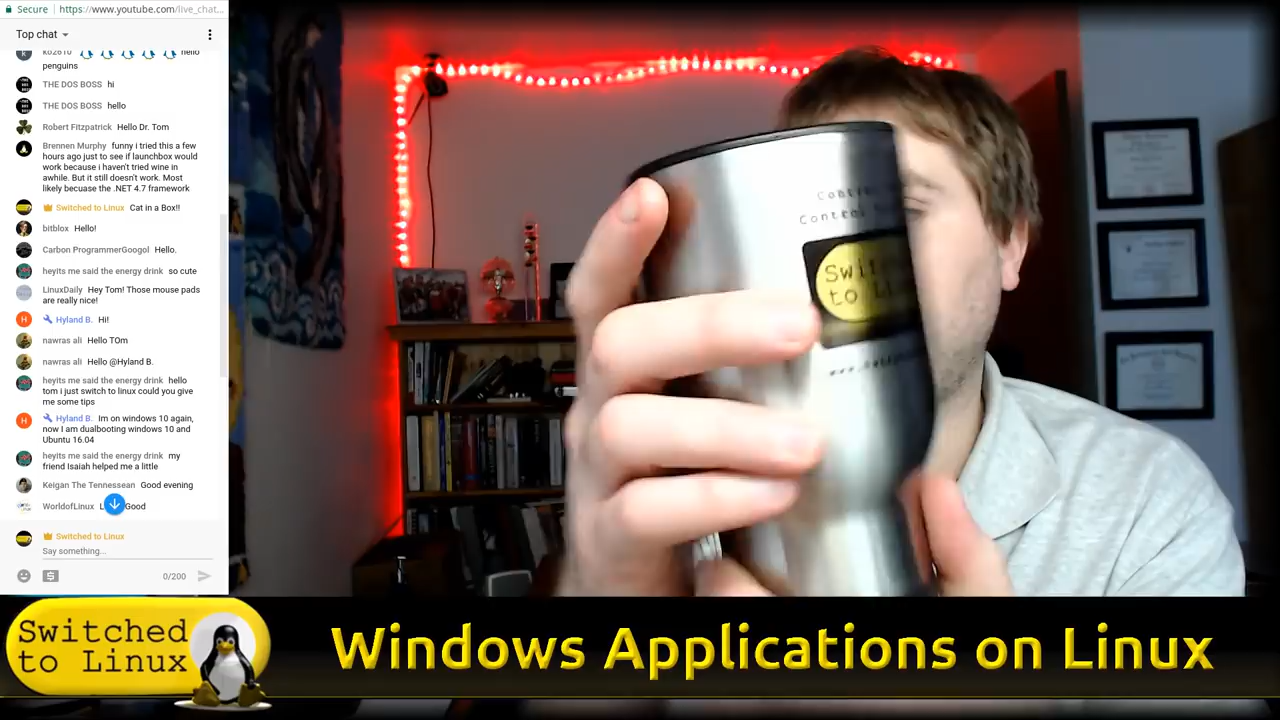 Secure https://www.youtube.com/live_chat...
Top chat
ko2610 hello
penguins
THE DOS BOSS hi
THE DOS BOSS hello
Robert Fitzpatrick Hello Dr. Tom
Brennen Murphy funny i tried this a few
hours ago just to see if launchbox would
work because i haven't tried wine in
awhile. But it still doesn't work. Most
likely becuase the .NET 4.7 framework
Switched to Linux Cat in a Box!!
bitblox Hello!
Carbon ProgrammerGoogol Hello.
heyits me said the energy drink so cute
LinuxDaily Hey Tom! Those mouse pads
are really nice!
H Hyland B. Hi!
nawras ali Hello TOm
nawras ali Hello @Hyland B.
heyits me said the energy drink hello
tom i just switch to linux could you give
me some tips
H Hyland B. Im on windows 10 again,
now I am dualbooting windows 10 and
Ubuntu 16.04
heyits me said the energy drink my
friend Isaiah helped me a little
Keigan The Tennessean Good evening
WorldofLinux Good
Switched to Linux
Say something...
0/200
Control
Switched
to Linux
Windows Applications on Linux